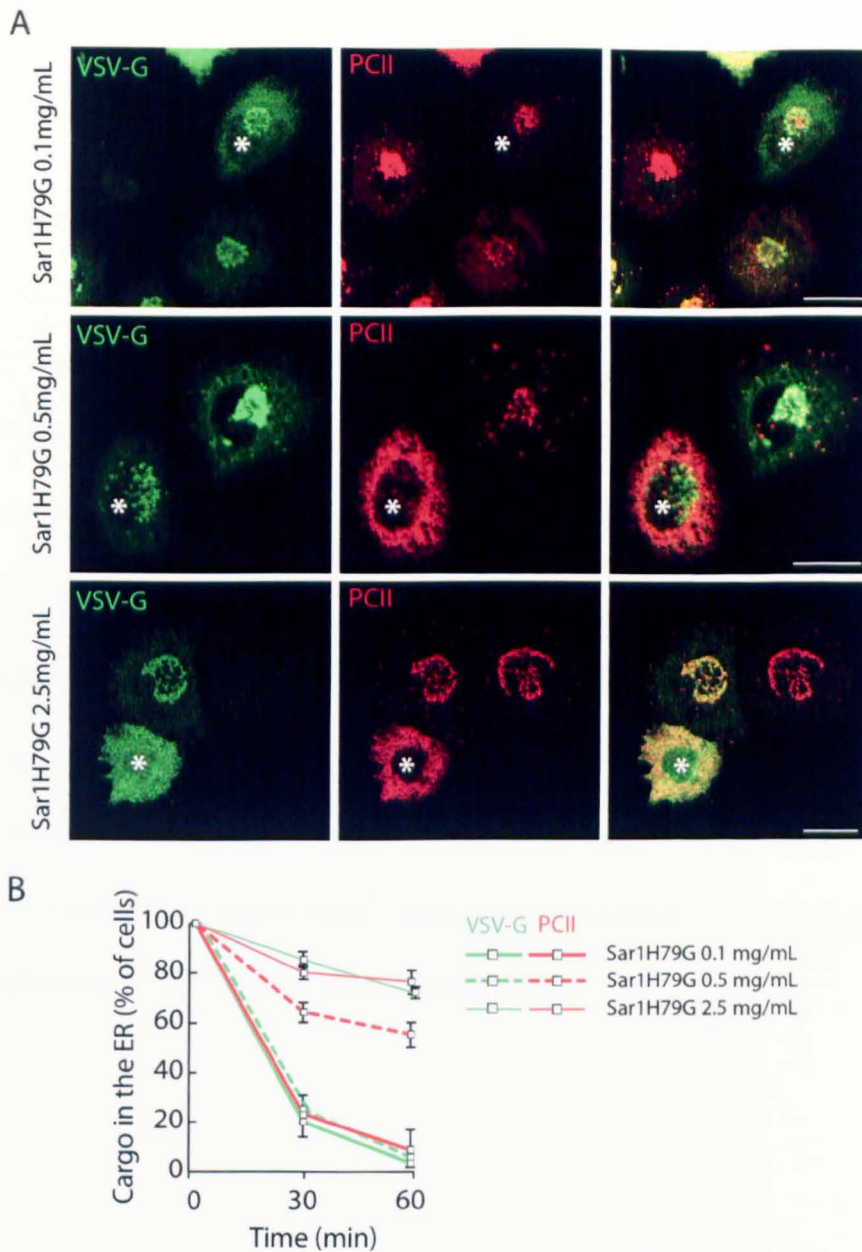 A
Sar1H79G 0.1mg/mL
VSV-G
PCII
*
*
*
Sar1H79G 0.5mg/mL
VSV-G
PCII
*
*
*
Sar1H79G 2.5mg/mL
VSV-G
PCII
*
*
*
B
Cargo in the ER (% of cells)
100
80
60
40
20
0
0 30 60
Time (min)
VSV-G PCII
Sar1H79G 0.1 mg/mL
Sar1H79G 0.5 mg/mL
Sar1H79G 2.5 mg/mL